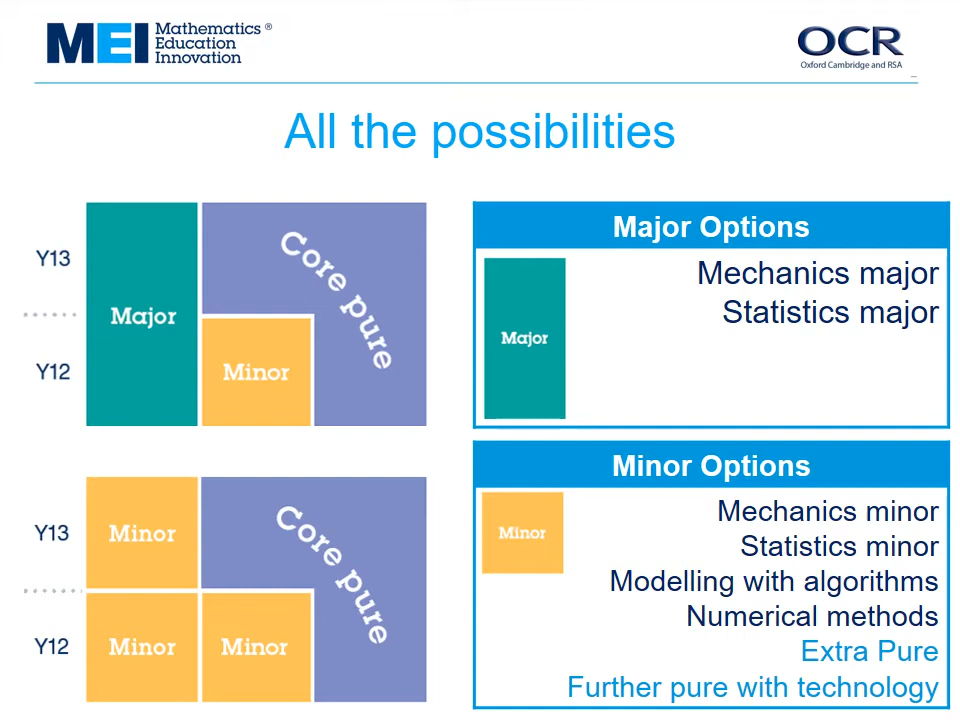 MEI Mathematics ®
Education
Innovation
OCR
Oxford Cambridge and RSA
All the possibilities
Y13
Y12
Major
Minor
Core pure
Y13
Y12
Minor
Minor
Minor
Core pure
Major Options
Major
Mechanics major
Statistics major
Minor Options
Minor
Mechanics minor
Statistics minor
Modelling with algorithms
Numerical methods
Extra Pure
Further pure with technology